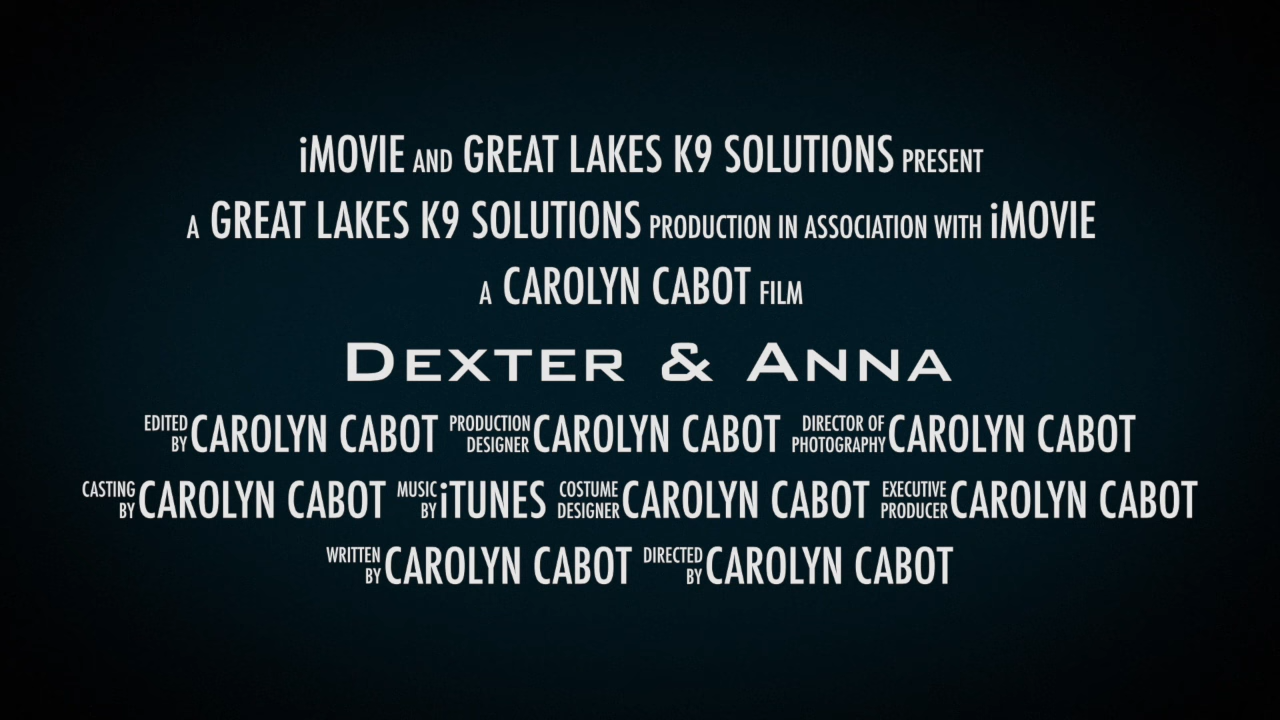 iMOVIE AND GREAT LAKES K9 SOLUTIONS PRESENT
A GREAT LAKES K9 SOLUTIONS PRODUCTION IN ASSOCIATION WITH iMOVIE
A CAROLYN CABOT FILM
DEXTER & ANNA
EDITED BY CAROLYN CABOT PRODUCTION DESIGNER CAROLYN CABOT DIRECTOR OF PHOTOGRAPHY CAROLYN CABOT
CASTING BY CAROLYN CABOT MUSIC BY iTUNES COSTUME DESIGNER CAROLYN CABOT EXECUTIVE PRODUCER CAROLYN CABOT
WRITTEN BY CAROLYN CABOT DIRECTED BY CAROLYN CABOT